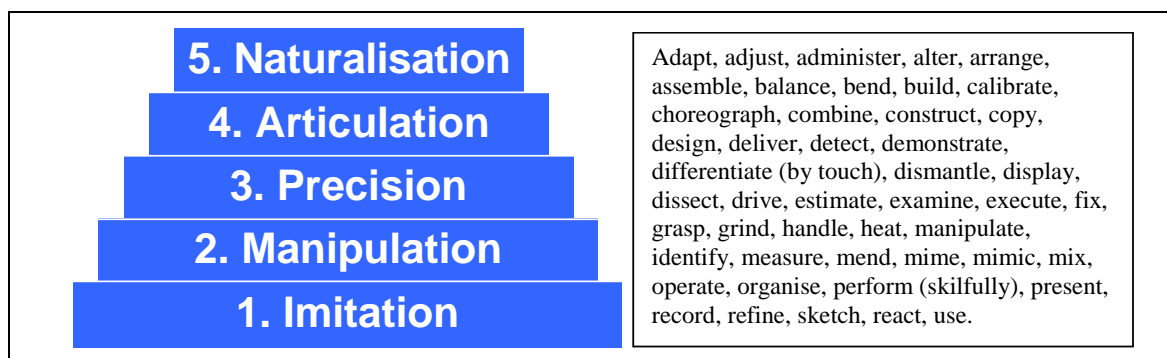 5. Naturalisation
4. Articulation
3. Precision
2. Manipulation
1. Imitation
Adapt, adjust, administer, alter, arrange,
assemble, balance, bend, build, calibrate,
choreograph, combine, construct, copy,
design, deliver, detect, demonstrate,
differentiate (by touch), dismantle, display,
dissect, drive, estimate, examine, execute, fix,
grasp, grind, handle, heat, manipulate,
identify, measure, mend, mime, mimic, mix,
operate, organise, perform (skilfully), present,
record, refine, sketch, react, use.